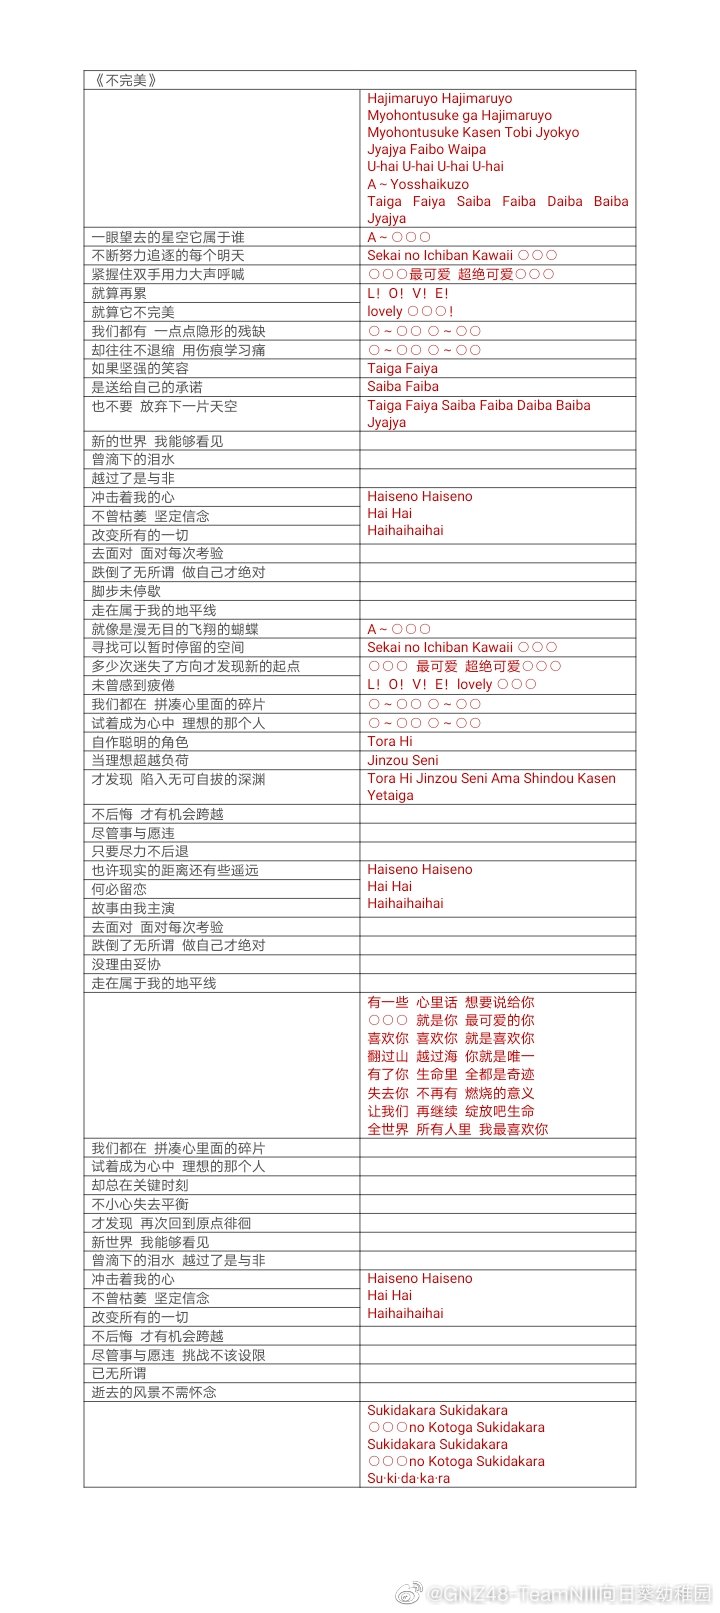 《不完美》
Hajimaruyo Hajimaruyo
Myohontusuke ga Hajimaruyo
Myohontusuke Kasen Tobi Jyokyo
Jyajya Faibo Waipa
U-hai U-hai U-hai U-hai
A～Yosshaikuzo
Taiga Faiya Saiba Faiba Daiba Baiba
Jyajya
一眼望去的星空它属于谁 A～〇〇〇
不断努力追逐的每个明天 Sekai no Ichiban Kawaii 〇〇〇
紧握住双手用力大声呼喊 〇〇〇最可爱 超绝可爱〇〇〇
就算再累 L！O！V！E！
就算它不完美 lovely 〇〇〇！
我们都有 一点点隐形的残缺 〇～〇〇 〇～〇〇
却往往不退缩 用伤痕学习痛 〇～〇〇 〇～〇〇
如果坚强的笑容 Taiga Faiya
是送给自己的承诺 Saiba Faiba
也不要 放弃下一片天空 Taiga Faiya Saiba Faiba Daiba Baiba
Jyajya
新的世界 我能够看见
曾滴下的泪水
越过了是与非
冲击着我的心 Haiseno Haiseno
不曾枯萎 坚定信念 Hai Hai
改变所有的一切 Haihaihaihai
去面对 面对每次考验
跌倒了无所谓 做自己才绝对
脚步未停歇
走在属于我的地平线
就像是漫无目的飞翔的蝴蝶 A～〇〇〇
寻找可以暂时停留的空间 Sekai no Ichiban Kawaii 〇〇〇
多少次迷失了方向才发现新的起点 〇〇〇 最可爱 超绝可爱〇〇〇
未曾感到疲倦 L！O！V！E！lovely 〇〇〇
我们都在 拼凑心里面的碎片 〇～〇〇 〇～〇〇
试着成为心中 理想的那个人 〇～〇〇 〇～〇〇
自作聪明的角色 Tora Hi
当理想超越负荷 Jinzou Seni
才发现 陷入无可自拔的深渊 Tora Hi Jinzou Seni Ama Shindou Kasen
Yetaiga
不后悔 才有机会跨越
尽管事与愿违
只要尽力不后退
也许现实的距离还有些遥远 Haiseno Haiseno
何必留恋 Hai Hai
故事由我主演 Haihaihaihai
去面对 面对每次考验
跌倒了无所谓 做自己才绝对
没理由妥协
走在属于我的地平线
有一些 心里话 想要说给你
〇〇〇 就是你 最可爱的你
喜欢你 喜欢你 就是喜欢你
翻过山 越过海 你就是唯一
有了你 生命里 全都是奇迹
失去你 不再有 燃烧的意义
让我们 再继续 绽放吧生命
全世界 所有人里 我最喜欢你
我们都在 拼凑心里面的碎片
试着成为心中 理想的那个人
却总在关键时刻
不小心失去平衡
才发现 再次回到原点徘徊
新世界 我能够看见
曾滴下的泪水 越过了是与非
冲击着我的心 Haiseno Haiseno
不曾枯萎 坚定信念 Hai Hai
改变所有的一切 Haihaihaihai
不后悔 才有机会跨越
尽管事与愿违 挑战不该设限
已无所谓
逝去的风景不需怀念
Sukidakara Sukidakara
〇〇〇no Kotoga Sukidakara
Sukidakara Sukidakara
〇〇〇no Kotoga Sukidakara
Su·ki·da·ka·ra
@GNZ48-TeamNIII向日葵幼稚园